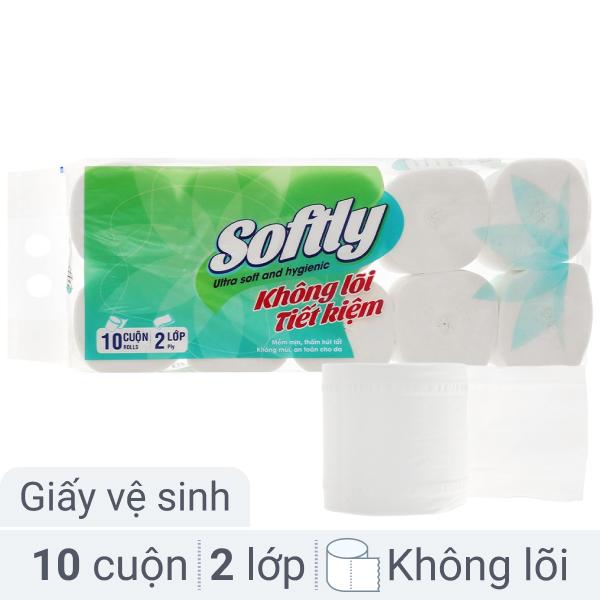 Softly
Ultra soft and hygienic
Không lõi
Tiết kiệm
10 CUỘN 2 LỚP
ROLLS Ply
Mềm mịn, thấm hút tốt
Không mùi, an toàn cho da
Giấy vệ sinh
10 cuộn 2 lớp Không lõi